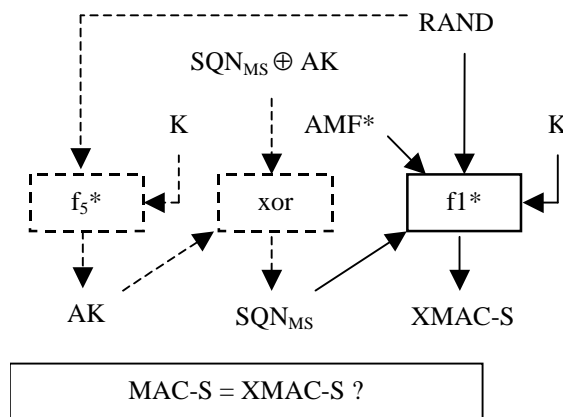 RAND
SQN_MS ⊕ AK
K
AMF*
K
f₅*
xor
f1*
AK
SQN_MS
XMAC-S
MAC-S = XMAC-S ?